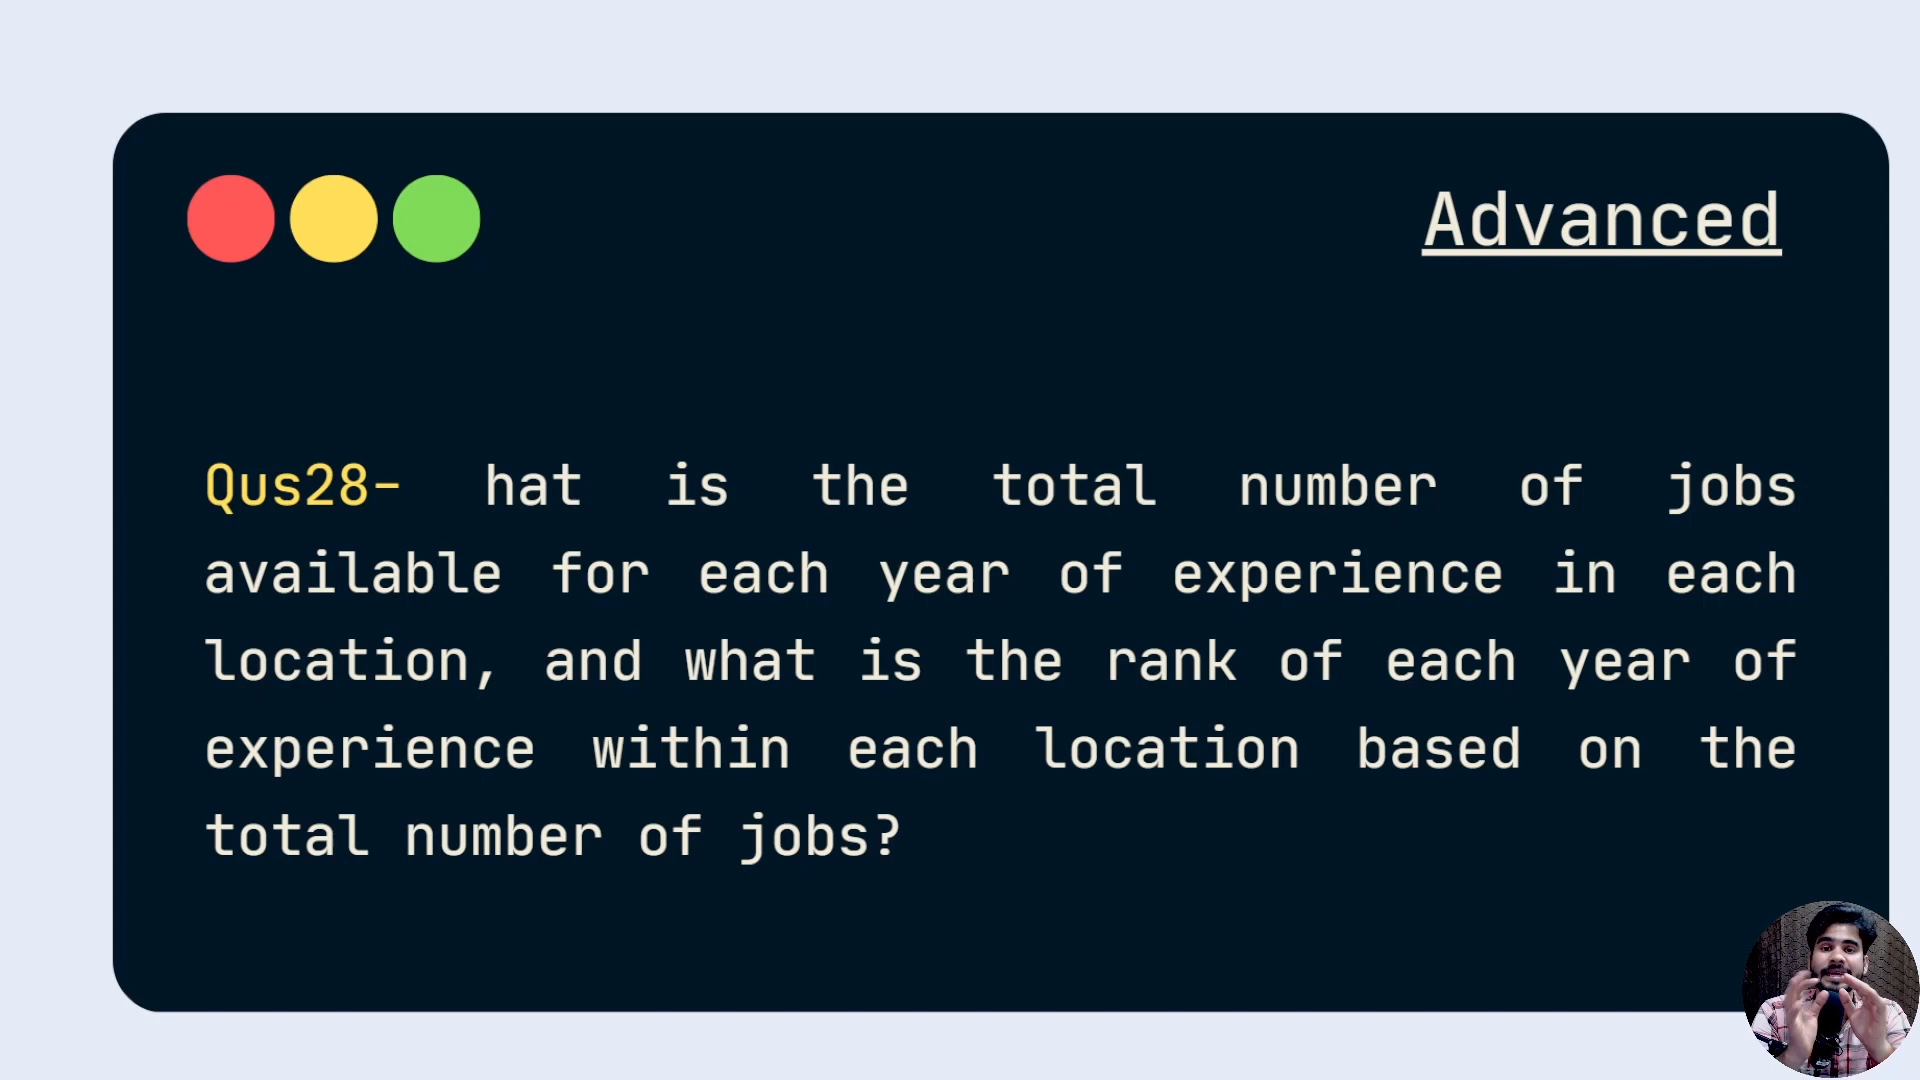 Advanced
Qus28- hat is the total number of jobs
available for each year of experience in each
location, and what is the rank of each year of
experience within each location based on the
total number of jobs?